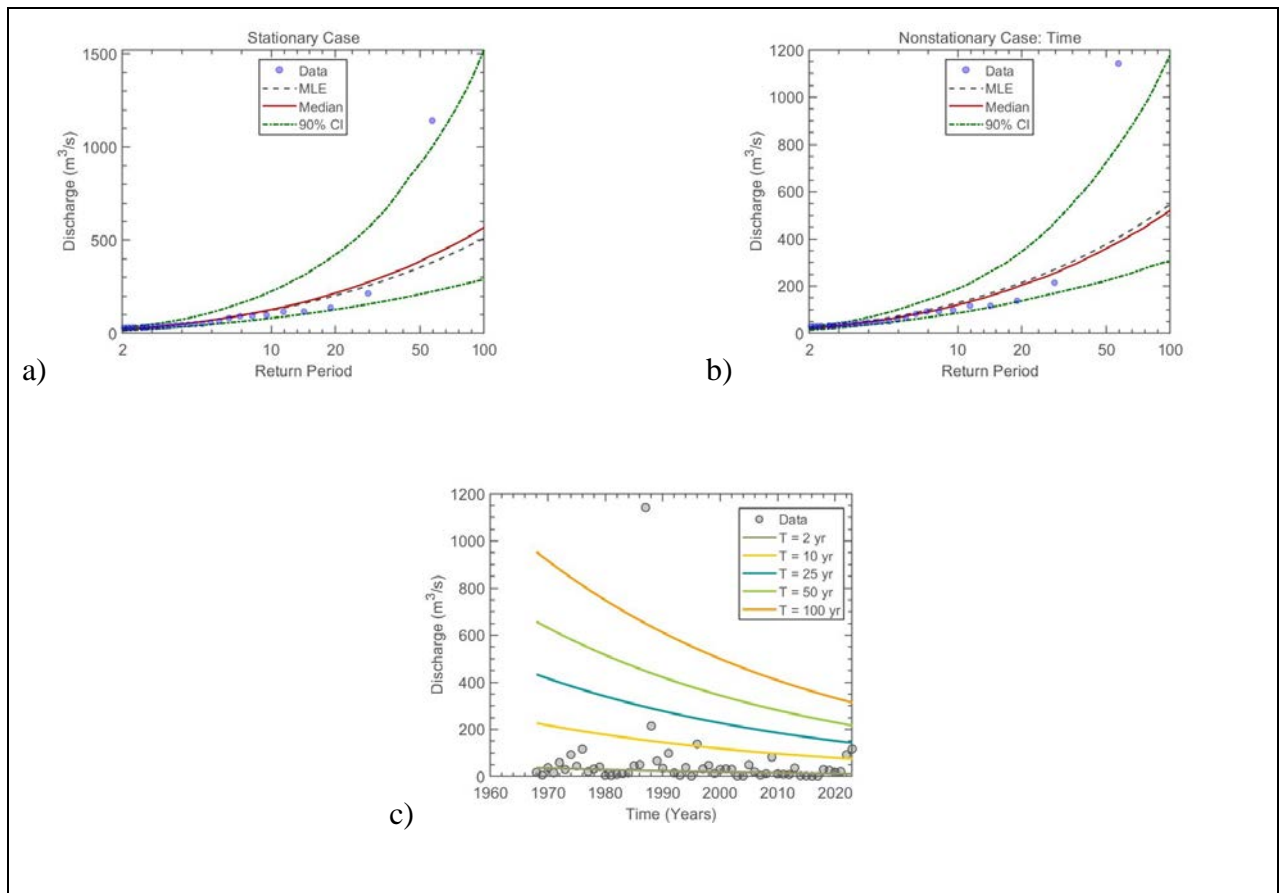 Stationary Case
1500
1000
500
0
Discharge (m³/s)
Data
MLE
Median
90% CI
2 10 20 50 100
Return Period
a)
Nonstationary Case: Time
1200
1000
800
600
400
200
0
Discharge (m³/s)
Data
MLE
Median
90% CI
2 10 20 50 100
Return Period
b)
1200
1000
800
600
400
200
0
Discharge (m³/s)
Data
T = 2 yr
T = 10 yr
T = 25 yr
T = 50 yr
T = 100 yr
1960 1970 1980 1990 2000 2010 2020
Time (Years)
c)